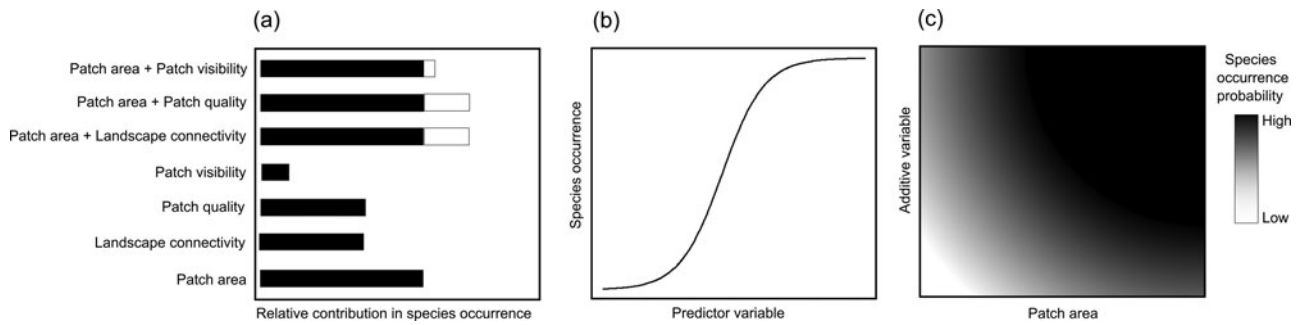 (a)
Patch area + Patch visibility
Patch area + Patch quality
Patch area + Landscape connectivity
Patch visibility
Patch quality
Landscape connectivity
Patch area
Relative contribution in species occurrence
(b)
Species occurrence
Predictor variable
(c)
Additive variable
Patch area
Species
occurrence
probability
High
Low